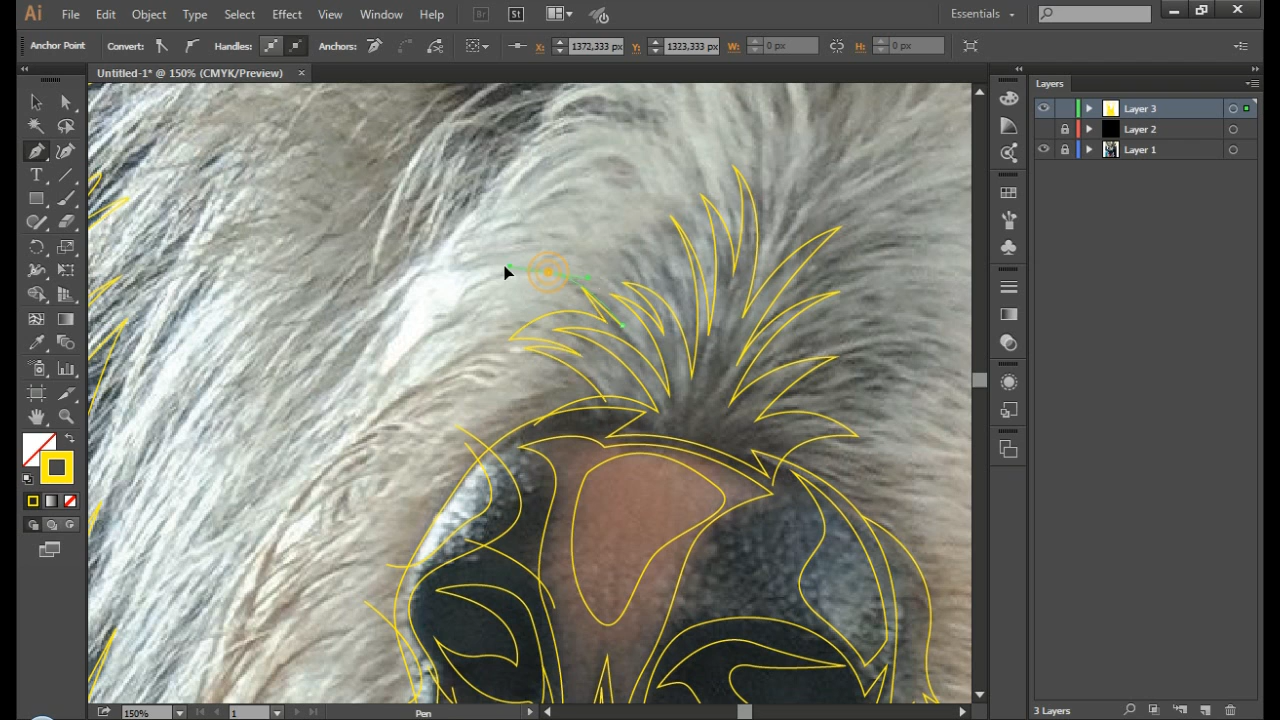 Ai File Edit Object Type Select Effect View Window Help Br St Essentials
Anchor Point Convert: Handles: Anchors: X: 1372,333 px Y: 1323,333 px W: 0 px H: 0 px
Untitled-1* @ 150% (CMYK/Preview) ×
Layers
Layer 3
Layer 2
Layer 1
150% 1 Pen 3 Layers